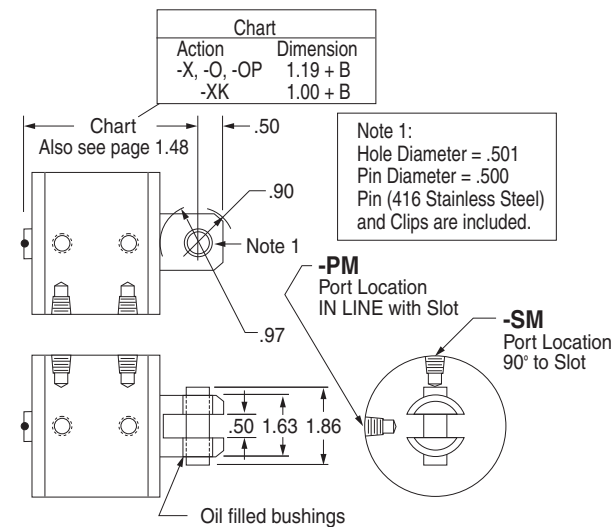 Chart
Action Dimension
-X, -O, -OP 1.19 + B
-XK 1.00 + B
Chart
Also see page 1.48
.50
Note 1:
Hole Diameter = .501
Pin Diameter = .500
Pin (416 Stainless Steel)
and Clips are included.
.90
Note 1
.97
-PM
Port Location
IN LINE with Slot
-SM
Port Location
90° to Slot
.50 1.63 1.86
Oil filled bushings